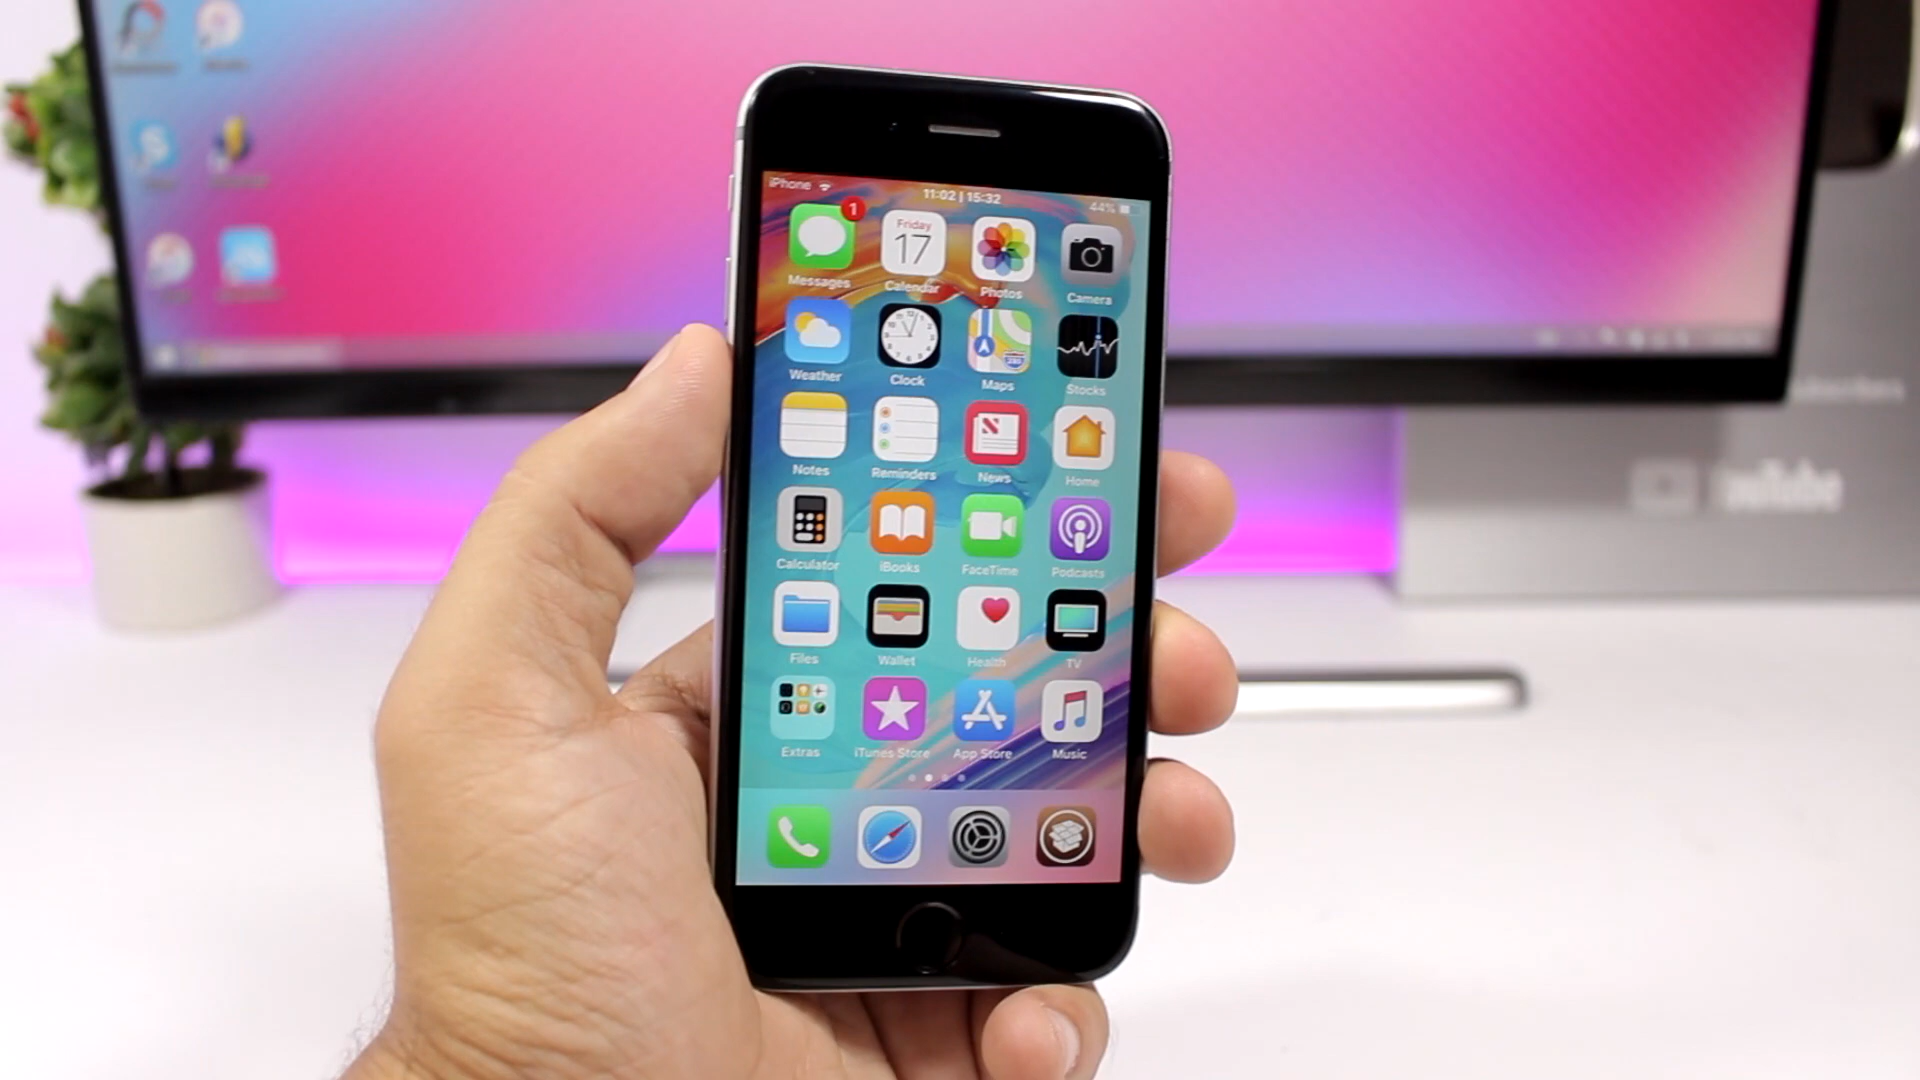 iPhone
11:02 | 15:32
44%
1
Friday
17
Messages
Calendar
Photos
Camera
Weather
Clock
Maps
Stocks
Notes
Reminders
News
Home
Calculator
iBooks
FaceTime
Podcasts
Files
Wallet
Health
TV
Extras
iTunes Store
App Store
Music
YouTube